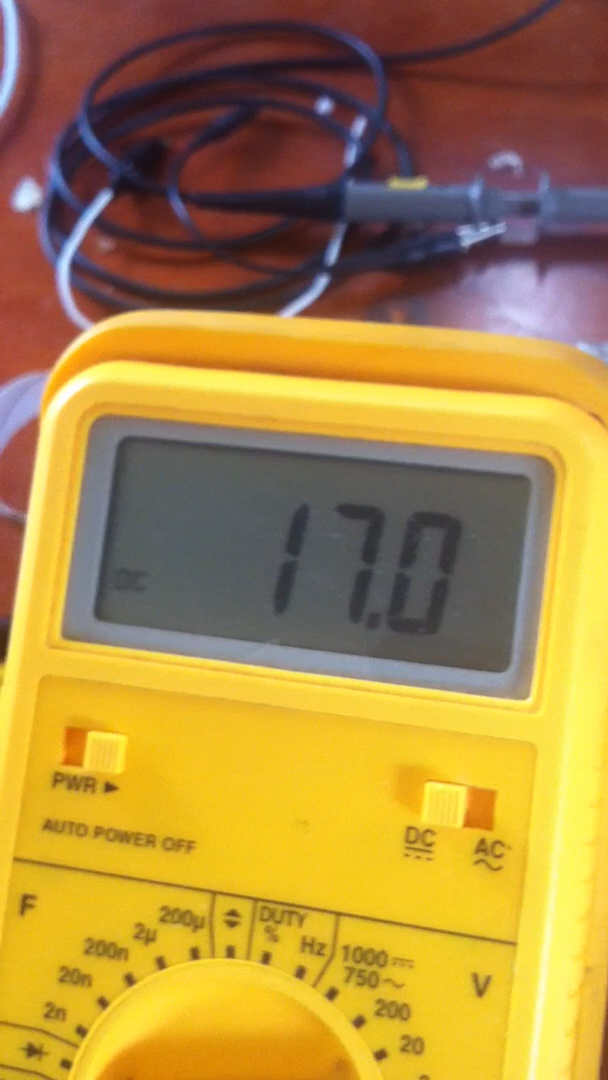 17.0
DC
PWR ▶
DC AC
AUTO POWER OFF
F
200µ
DUTY
%
Hz
2µ
1000
750~
V
200n
20n
200
2n
20